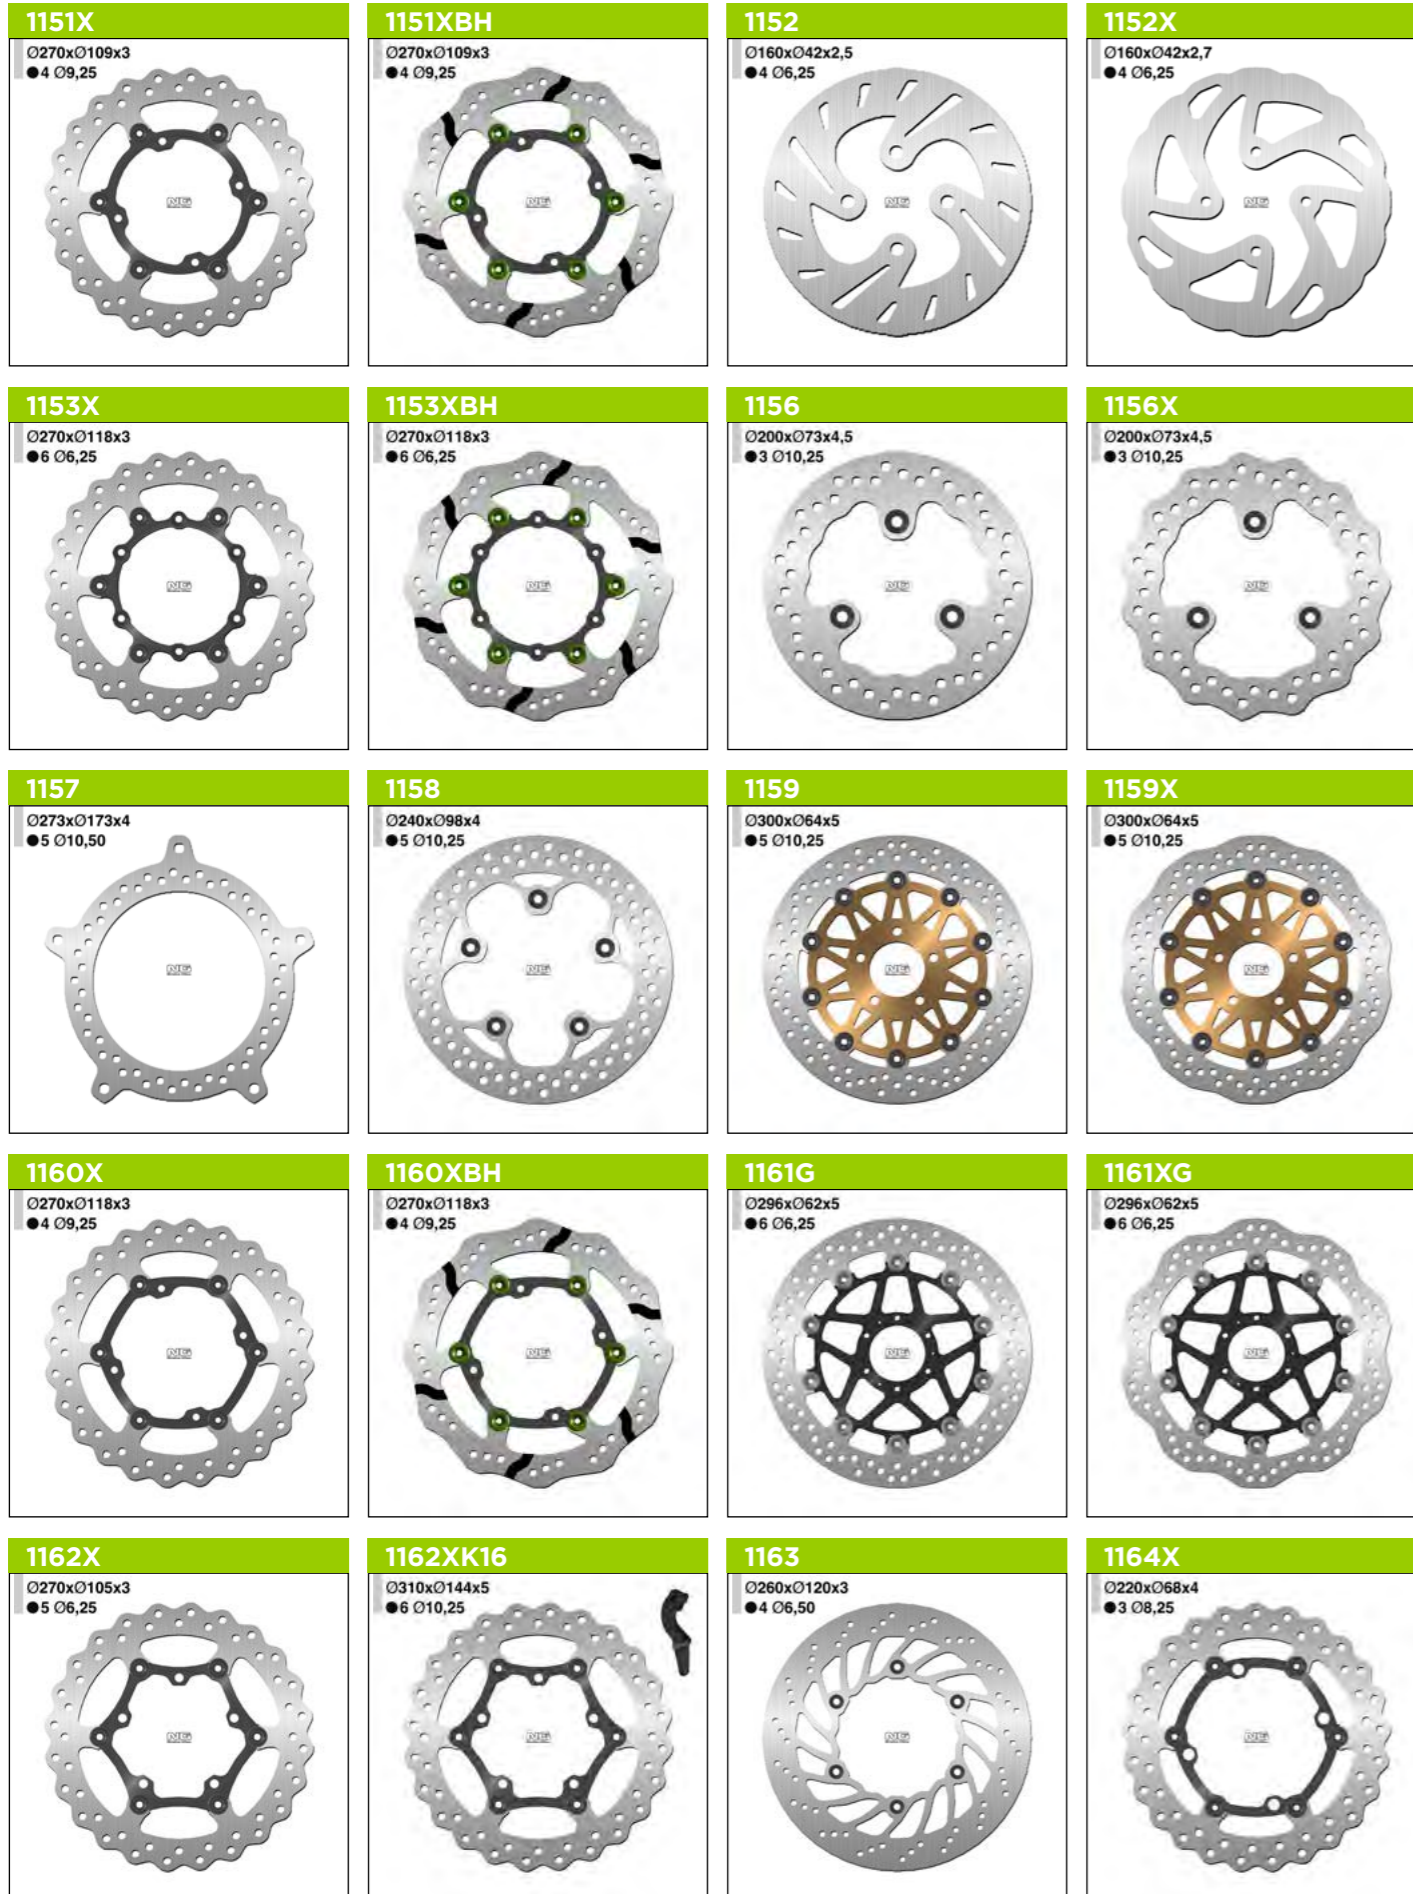 1151X
Ø270xØ109x3
●4 Ø9,25
1151XBH
Ø270xØ109x3
●4 Ø9,25
1152
Ø160xØ42x2,5
●4 Ø6,25
1152X
Ø160xØ42x2,7
●4 Ø6,25
1153X
Ø270xØ118x3
●6 Ø6,25
1153XBH
Ø270xØ118x3
●6 Ø6,25
1156
Ø200xØ73x4,5
●3 Ø10,25
1156X
Ø200xØ73x4,5
●3 Ø10,25
1157
Ø273xØ173x4
●5 Ø10,50
1158
Ø240xØ98x4
●5 Ø10,25
1159
Ø300xØ64x5
●5 Ø10,25
1159X
Ø300xØ64x5
●5 Ø10,25
1160X
Ø270xØ118x3
●4 Ø9,25
1160XBH
Ø270xØ118x3
●4 Ø9,25
1161G
Ø296xØ62x5
●6 Ø6,25
1161XG
Ø296xØ62x5
●6 Ø6,25
1162X
Ø270xØ105x3
●5 Ø6,25
1162XK16
Ø310xØ144x5
●6 Ø10,25
1163
Ø260xØ120x3
●4 Ø6,50
1164X
Ø220xØ68x4
●3 Ø8,25